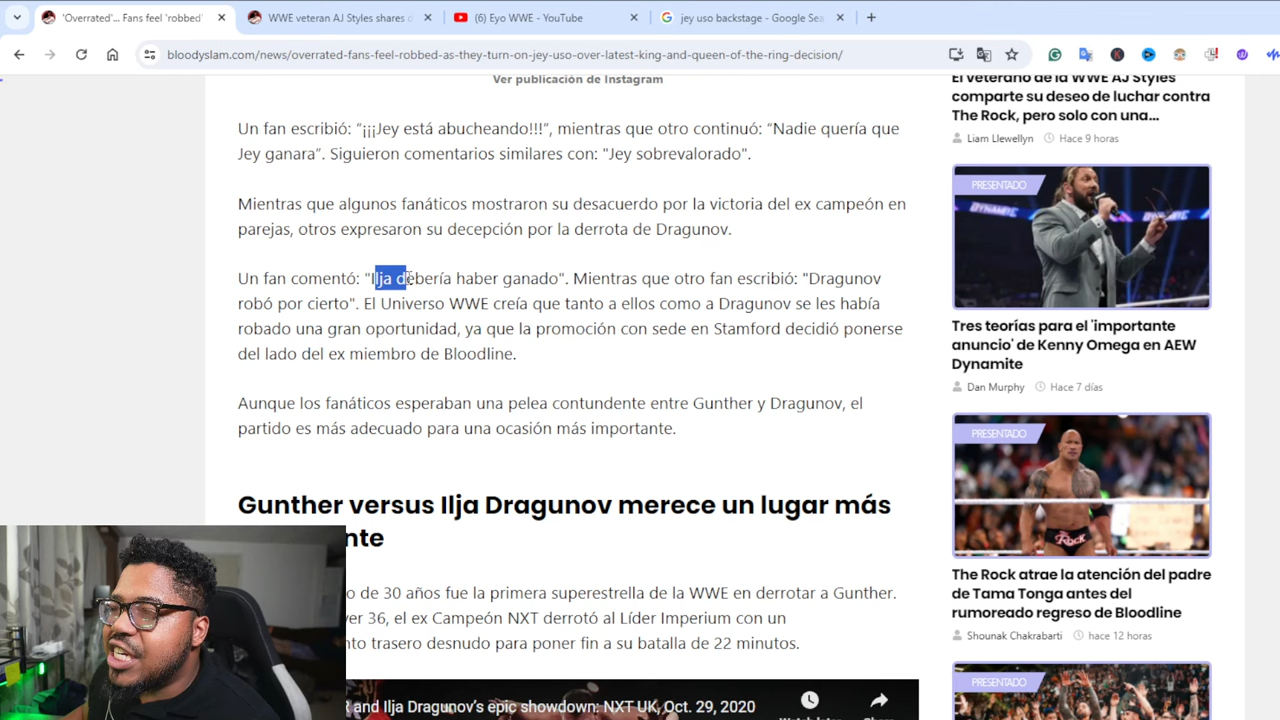 'Overrated'... Fans feel 'robbed'
WWE veteran AJ Styles shares
(6) Eyo WWE - YouTube
jey uso backstage - Google Sea
bloodyslam.com/news/overrated-fans-feel-robbed-as-they-turn-on-jey-uso-over-latest-king-and-queen-of-the-ring-decision/
Ver publicación de Instagram
Un fan escribió: “¡¡¡Jey está abucheando!!!”, mientras que otro continuó: “Nadie quería que
Jey ganara”. Siguieron comentarios similares con: "Jey sobrevalorado".
Mientras que algunos fanáticos mostraron su desacuerdo por la victoria del ex campeón en
parejas, otros expresaron su decepción por la derrota de Dragunov.
Un fan comentó: "Ilja debería haber ganado". Mientras que otro fan escribió: "Dragunov
robó por cierto". El Universo WWE creía que tanto a ellos como a Dragunov se les había
robado una gran oportunidad, ya que la promoción con sede en Stamford decidió ponerse
del lado del ex miembro de Bloodline.
Aunque los fanáticos esperaban una pelea contundente entre Gunther y Dragunov, el
partido es más adecuado para una ocasión más importante.
Gunther versus Ilja Dragunov merece un lugar más
nte
o de 30 años fue la primera superestrella de la WWE en derrotar a Gunther.
ver 36, el ex Campeón NXT derrotó al Líder Imperium con un
nto trasero desnudo para poner fin a su batalla de 22 minutos.
R and Ilja Dragunov's epic showdown: NXT UK, Oct. 29, 2020
El veterano de la WWE AJ Styles
comparte su deseo de luchar contra
The Rock, pero solo con una...
Liam Llewellyn Hace 9 horas
PRESENTADO
DYNAMITE
Tres teorías para el 'importante
anuncio' de Kenny Omega en AEW
Dynamite
Dan Murphy Hace 7 días
PRESENTADO
Rock
The Rock atrae la atención del padre
de Tama Tonga antes del
rumoreado regreso de Bloodline
Shounak Chakrabarti hace 12 horas
PRESENTADO